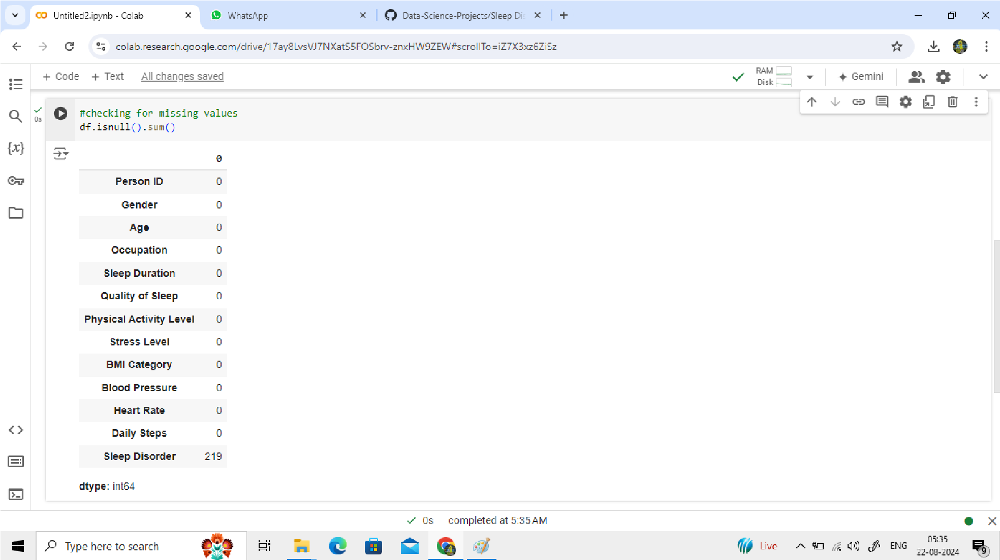 Untitled2.ipynb - Colab
WhatsApp
Data-Science-Projects/Sleep Dis
colab.research.google.com/drive/17ay8LvsVJ7NXatS5FOSbrv-znxHW9ZEW#scrollTo=iZ7X3xz6ZiSz
+ Code + Text All changes saved
RAM
Disk
Gemini
0s
#checking for missing values
df.isnull().sum()
0
Person ID 0
Gender 0
Age 0
Occupation 0
Sleep Duration 0
Quality of Sleep 0
Physical Activity Level 0
Stress Level 0
BMI Category 0
Blood Pressure 0
Heart Rate 0
Daily Steps 0
Sleep Disorder 219
dtype: int64
0s completed at 5:35 AM
Type here to search
Live
ENG
05:35
22-08-2024
9